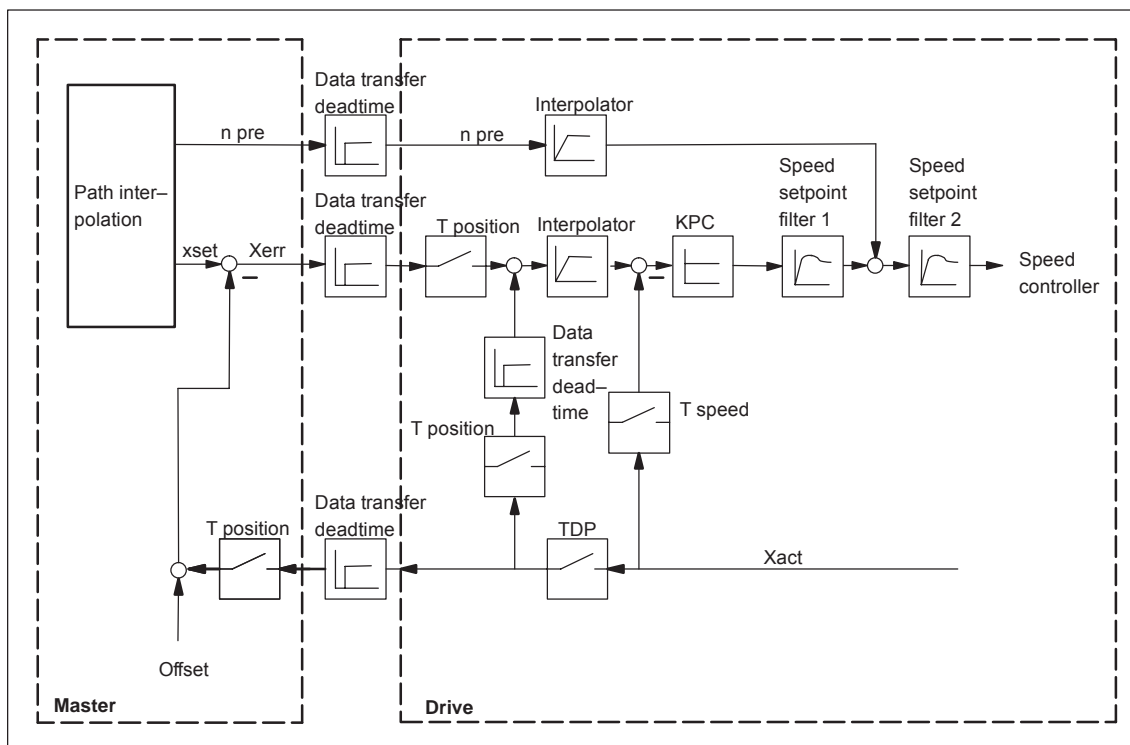 Data transfer
deadtime
Interpolator
n pre
n pre
Path inter–
polation
Speed
setpoint
filter 1
Speed
setpoint
filter 2
Data transfer
deadtime
T position
Interpolator
KPC
xset
Xerr
Speed
controller
Data
transfer
dead–
time
T speed
T position
Data transfer
deadtime
T position
TDP
Xact
Offset
Master
Drive